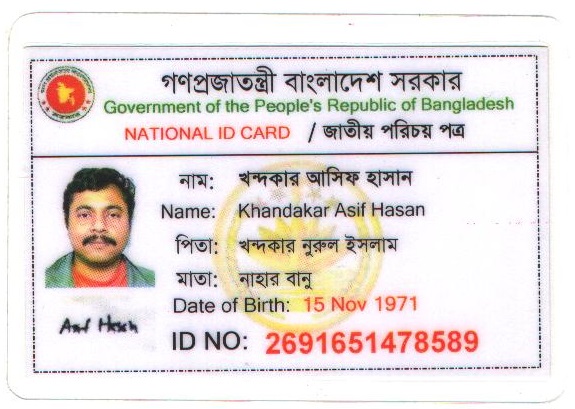 গণপ্রজাতন্ত্রী বাংলাদেশ সরকার
Government of the People's Republic of Bangladesh
NATIONAL ID CARD / জাতীয় পরিচয় পত্র
নাম: খন্দকার আসিফ হাসান
Name: Khandakar Asif Hasan
পিতা: খন্দকার নুরুল ইসলাম
মাতা: নাহার বানু
Date of Birth: 15 Nov 1971
Asif Hasan
ID NO: 2691651478589